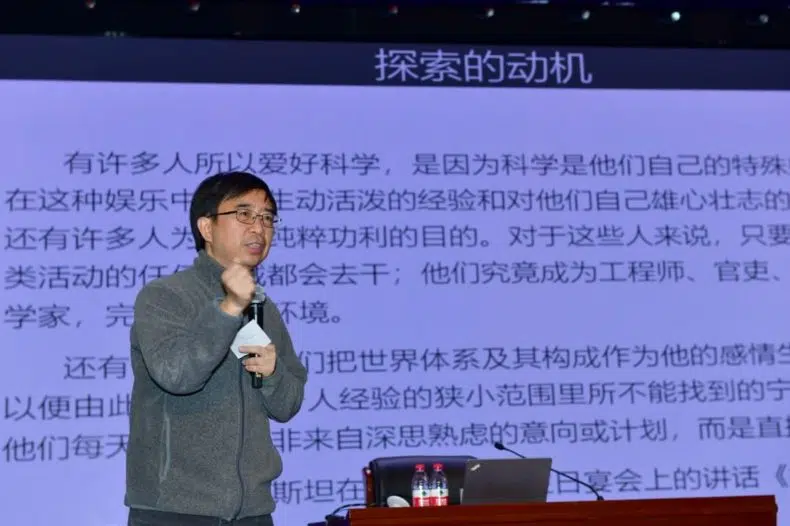 探索的动机
有许多人所以爱好科学，是因为科学是他们自己的特殊
在这种娱乐中 生动活泼的经验和对他们自己雄心壮志的
还有许多人为 纯粹功利的目的。对于这些人来说，只要
类活动的任 都会去干；他们究竟成为工程师、官吏、
学家，完 环境。
还有 们把世界体系及其构成作为他的感情生
以便由此 人经验的狭小范围里所不能找到的宁
他们每天 非来自深思熟虑的意向或计划，而是直
斯坦在 日宴会上的讲话《